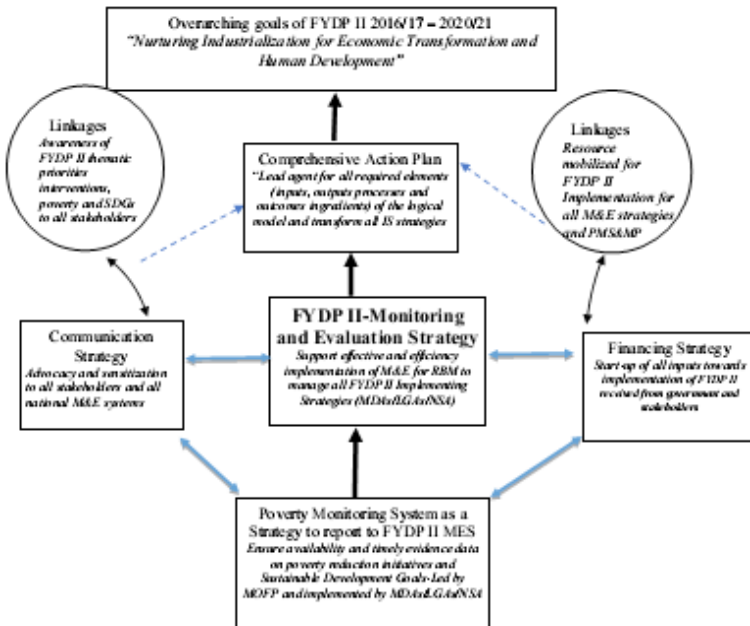 Overarching goals of FYDP II 2016/17 – 2020/21
“Nurturing Industrialization for Economic Transformation and
Human Development”
Linkages
Awareness of
FYDP II thematic
priorities
interventions,
poverty and SDGs
to all stakeholders
Comprehensive Action Plan
“Lead agent for all required elements
(inputs, outputs processes and
outcomes ingredients) of the logical
model and transform all IS strategies
Linkages
Resource
mobilized for
FYDP II
Implementation for
all M&E strategies
and PMS&MP
Communication
Strategy
Advocacy and sensitization
to all stakeholders and all
national M&E systems
FYDP II-Monitoring
and Evaluation Strategy
Support effective and efficiency
implementation of M&E for RBM to
manage all FYDP II Implementing
Strategies (MDAs/LGAs/NSA)
Financing Strategy
Start-up of all inputs towards
implementation of FYDP II
received from government and
stakeholders
Poverty Monitoring System as a
Strategy to report to FYDP II MES
Ensure availability and timely evidence data
on poverty reduction initiatives and
Sustainable Development Goals-Led by
MOFP and implemented by MDAs/LGAs/NSA